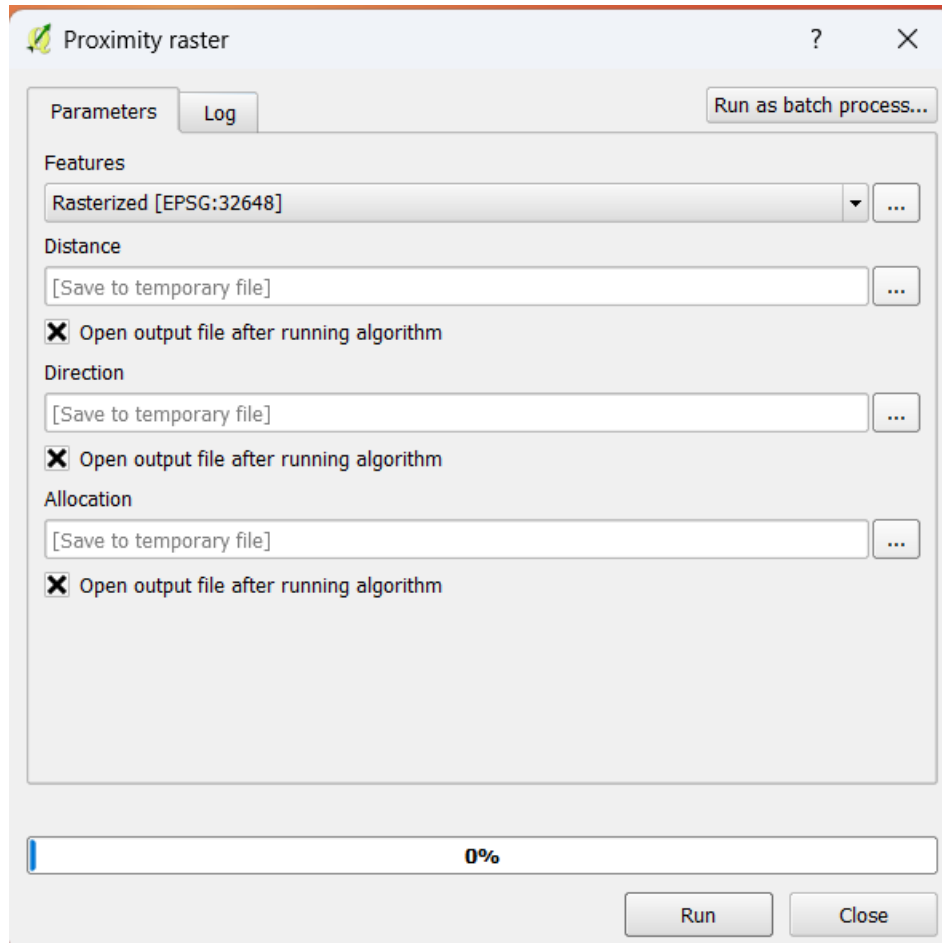 Proximity raster ? ×
Parameters Log Run as batch process...
Features
Rasterized [EPSG:32648] ...
Distance
[Save to temporary file] ...
Open output file after running algorithm
Direction
[Save to temporary file] ...
Open output file after running algorithm
Allocation
[Save to temporary file] ...
Open output file after running algorithm
0%
Run Close